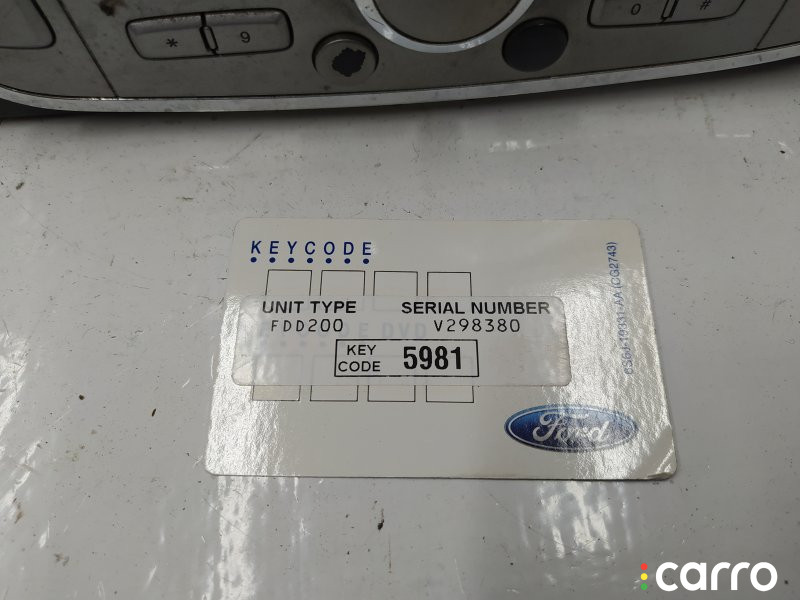 * 9
0 #
KEYCODE
UNIT TYPE SERIAL NUMBER
FDD200 V298380
KEY CODE 5981
Ford
carro